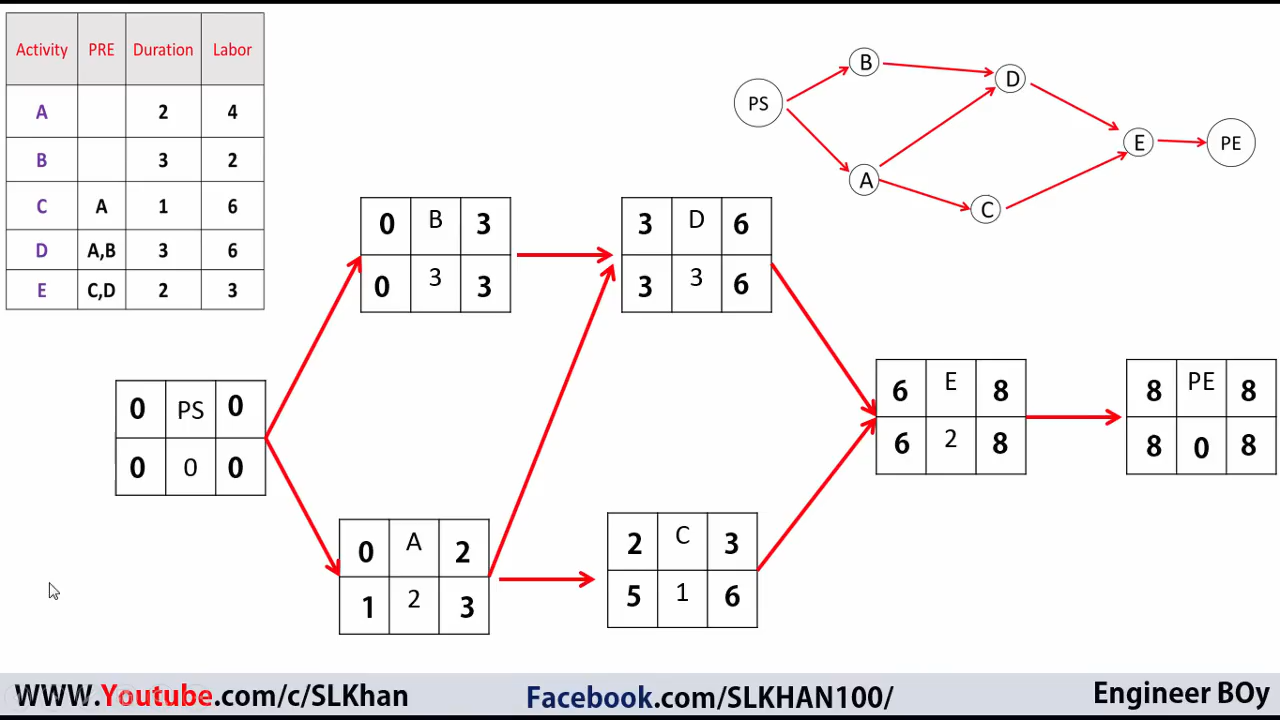 Activity PRE Duration Labor
A 2 4
B 3 2
C A 1 6
D A,B 3 6
E C,D 2 3
B
D
PS
E
PE
A
C
0 B 3
0 3 3
3 D 6
3 3 6
0 PS 0
0 0 0
6 E 8
6 2 8
8 PE 8
8 0 8
0 A 2
1 2 3
2 C 3
5 1 6
WWW.Youtube.com/c/SLKhan Facebook.com/SLKHAN100/ Engineer BOy